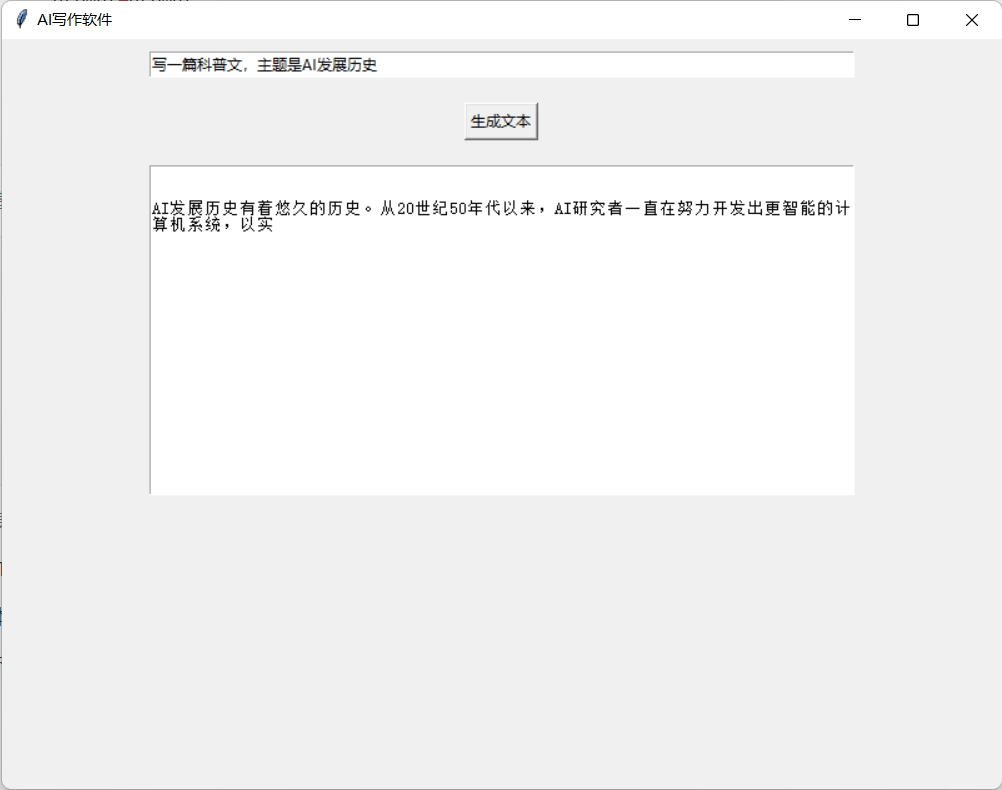 AI写作软件
写一篇科普文，主题是AI发展历史
生成文本
AI发展历史有着悠久的历史。从20世纪50年代以来，AI研究者一直在努力开发出更智能的计
算机系统，以实